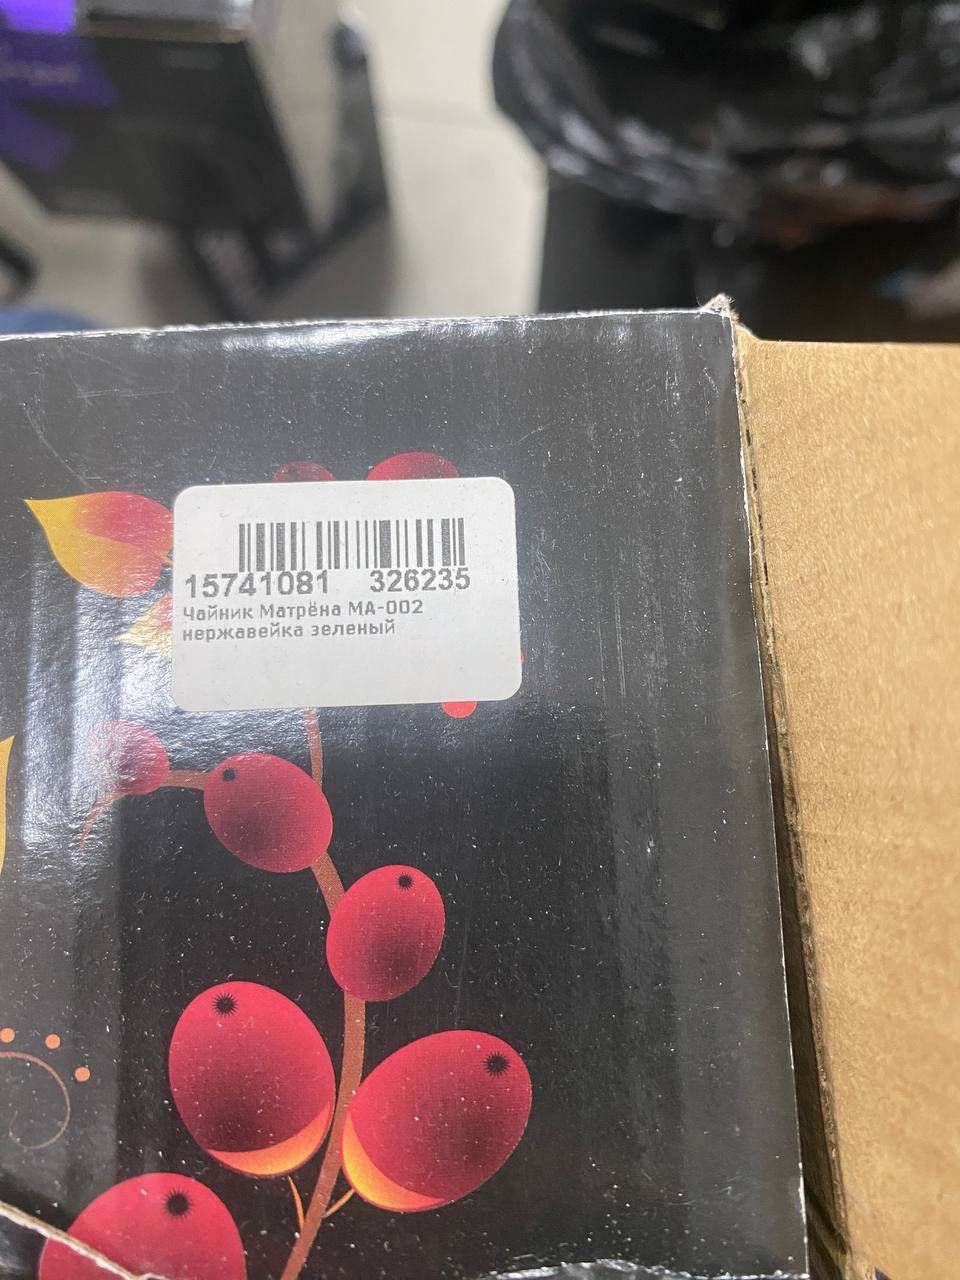 15741081 326235
Чайник Матрёна МА-002
нержавейка зеленый